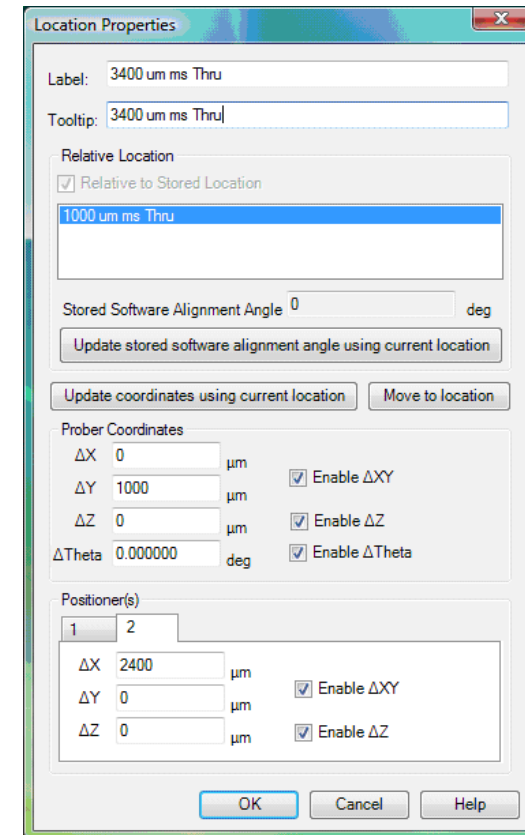 Location Properties
Label: 3400 um ms Thru
Tooltip: 3400 um ms Thru
Relative Location
Relative to Stored Location
1000 um ms Thru
Stored Software Alignment Angle 0 deg
Update stored software alignment angle using current location
Update coordinates using current location Move to location
Prober Coordinates
ΔX 0 µm
ΔY 1000 µm Enable ΔXY
ΔZ 0 µm Enable ΔZ
ΔTheta 0.000000 deg Enable ΔTheta
Positioner(s)
1 2
ΔX 2400 µm
ΔY 0 µm Enable ΔXY
ΔZ 0 µm Enable ΔZ
OK Cancel Help